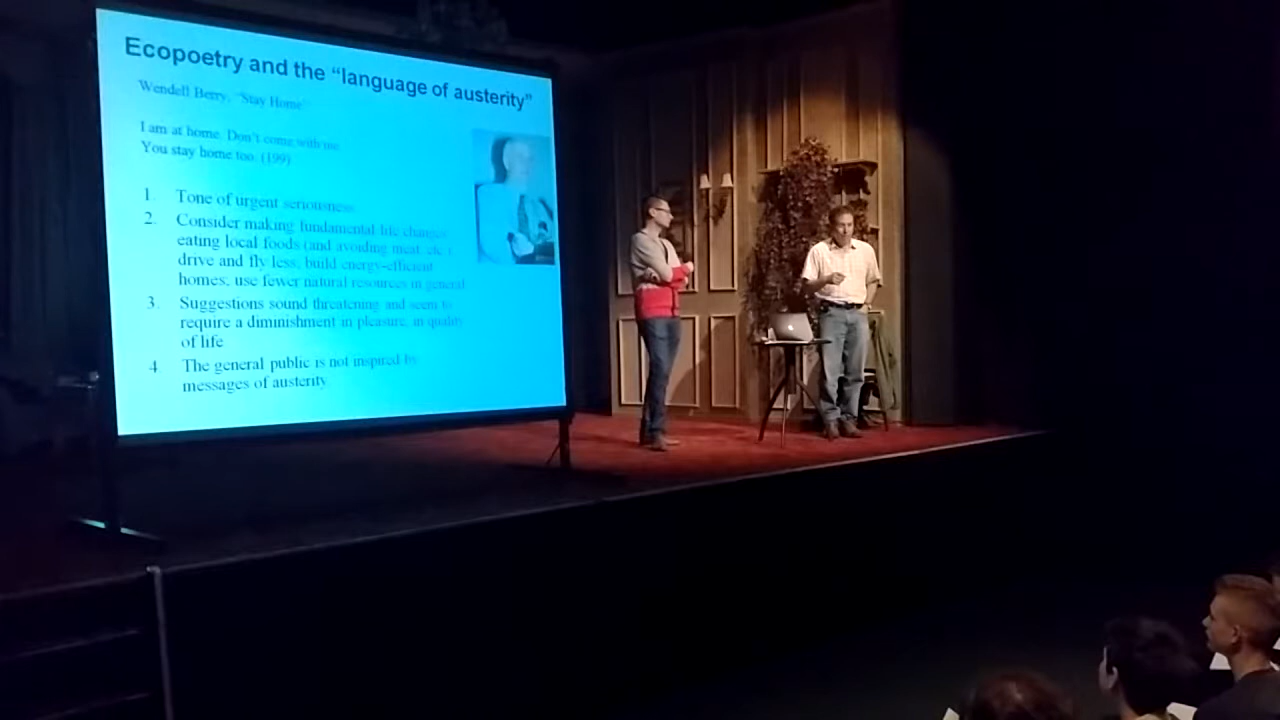 Ecopoetry and the “language of austerity”
Wendell Berry, “Stay Home”
I am at home. Don’t come with me.
You stay home too. (199)
1. Tone of urgent seriousness
2. Consider making fundamental life changes:
eating local foods (and avoiding meat, etc.)
drive and fly less, build energy-efficient
homes; use fewer natural resources in general
3. Suggestions sound threatening and seem to
require a diminishment in pleasure, in quality
of life
4 The general public is not inspired by
messages of austerity